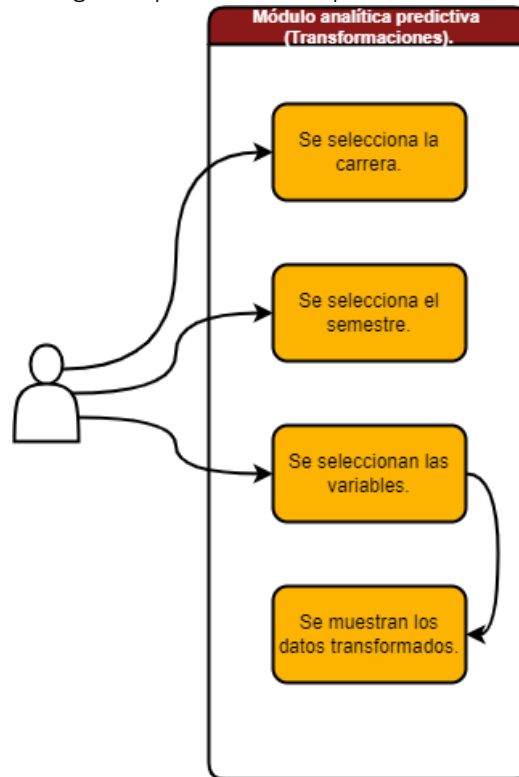 Módulo analítica predictiva
(Transformaciones).
Se selecciona la
carrera.
Se selecciona el
semestre.
Se seleccionan las
variables.
Se muestran los
datos transformados.